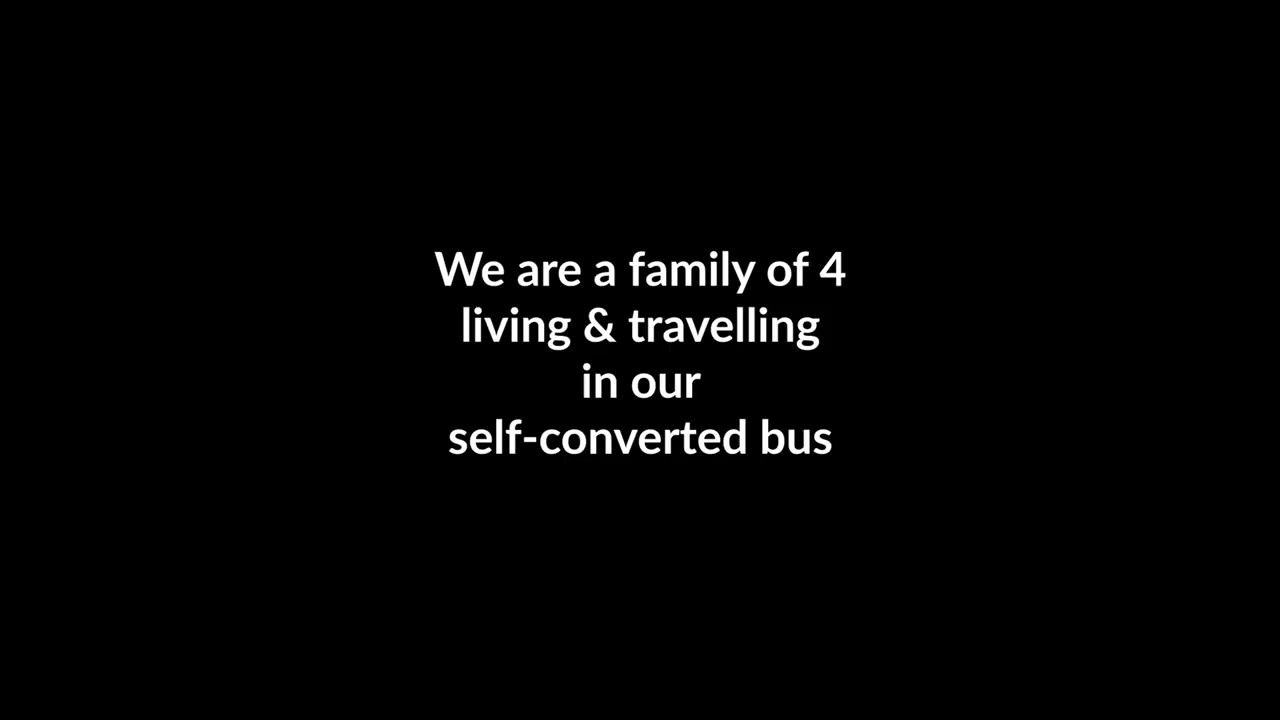 We are a family of 4
living & travelling
in our
self-converted bus